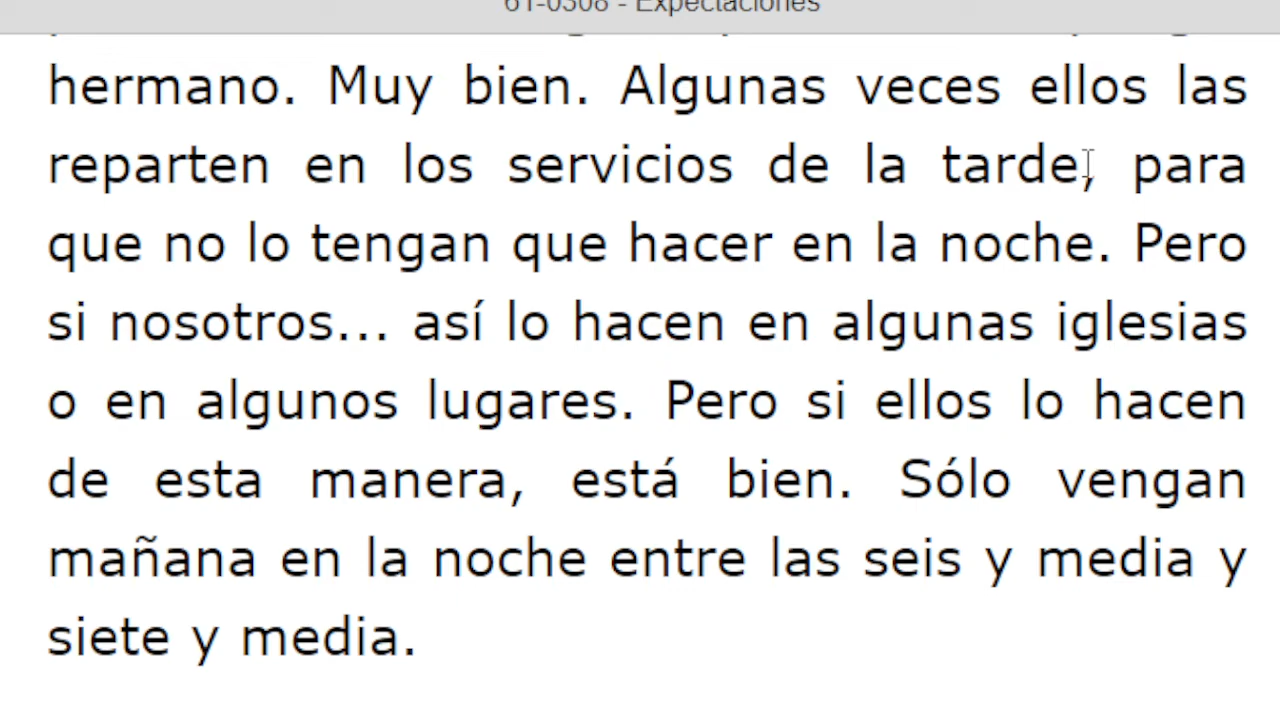 61-0308 - Expectaciones
hermano. Muy bien. Algunas veces ellos las
reparten en los servicios de la tarde, para
que no lo tengan que hacer en la noche. Pero
si nosotros... así lo hacen en algunas iglesias
o en algunos lugares. Pero si ellos lo hacen
de esta manera, está bien. Sólo vengan
mañana en la noche entre las seis y media y
siete y media.